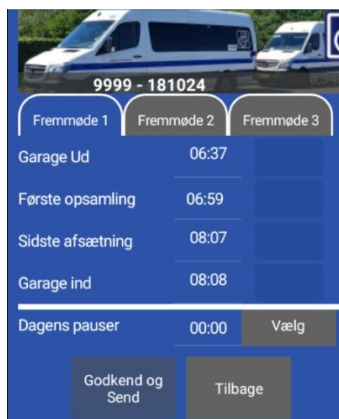 9999 - 181024
Fremmøde 1 Fremmøde 2 Fremmøde 3
Garage Ud 06:37
Første opsamling 06:59
Sidste afsætning 08:07
Garage ind 08:08
Dagens pauser 00:00 Vælg
Godkend og
Send
Tilbage